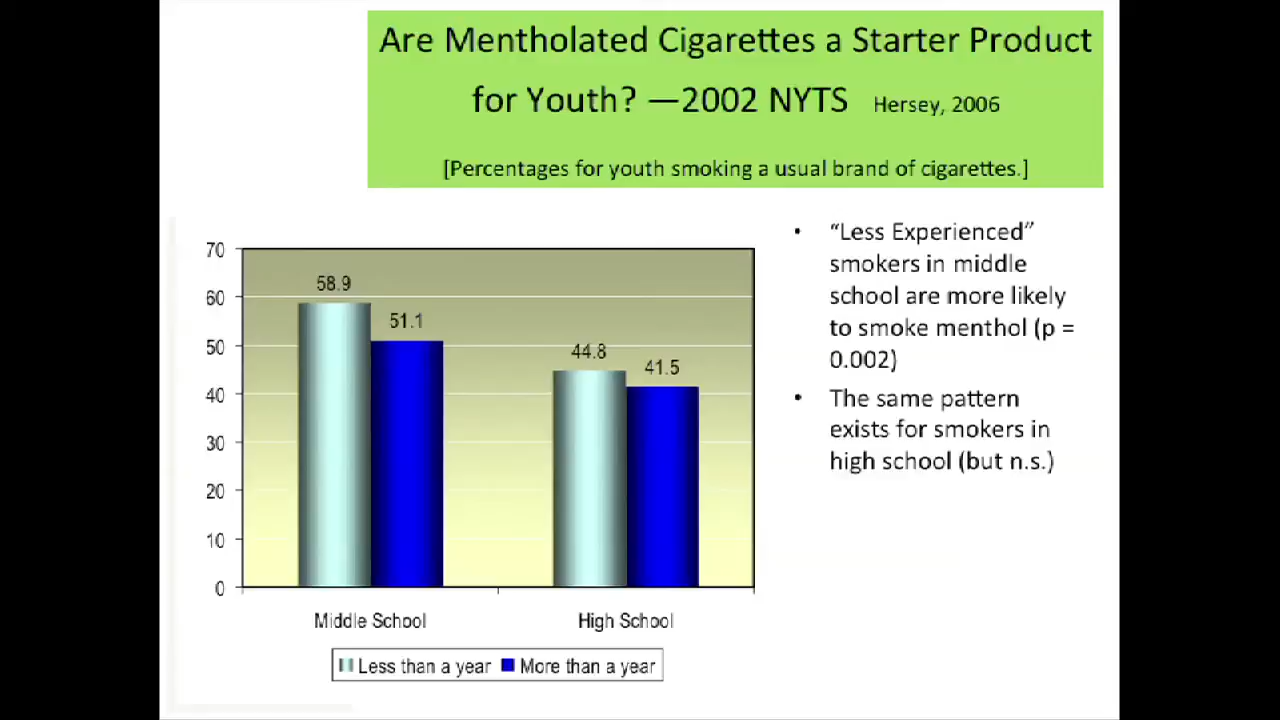 Are Mentholated Cigarettes a Starter Product
for Youth? —2002 NYTS Hersey, 2006
[Percentages for youth smoking a usual brand of cigarettes.]
70
60
50
40
30
20
10
0
58.9
51.1
44.8
41.5
Middle School
High School
Less than a year
More than a year
• “Less Experienced”
smokers in middle
school are more likely
to smoke menthol (p =
0.002)
• The same pattern
exists for smokers in
high school (but n.s.)